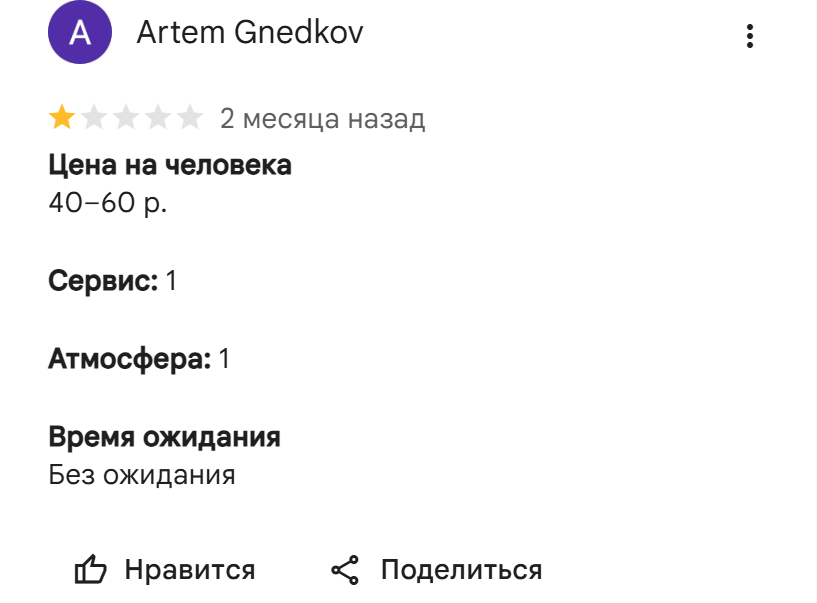 A
Artem Gnedkov
2 месяца назад
Цена на человека
40–60 р.
Сервис: 1
Атмосфера: 1
Время ожидания
Без ожидания
Нравится
Поделиться